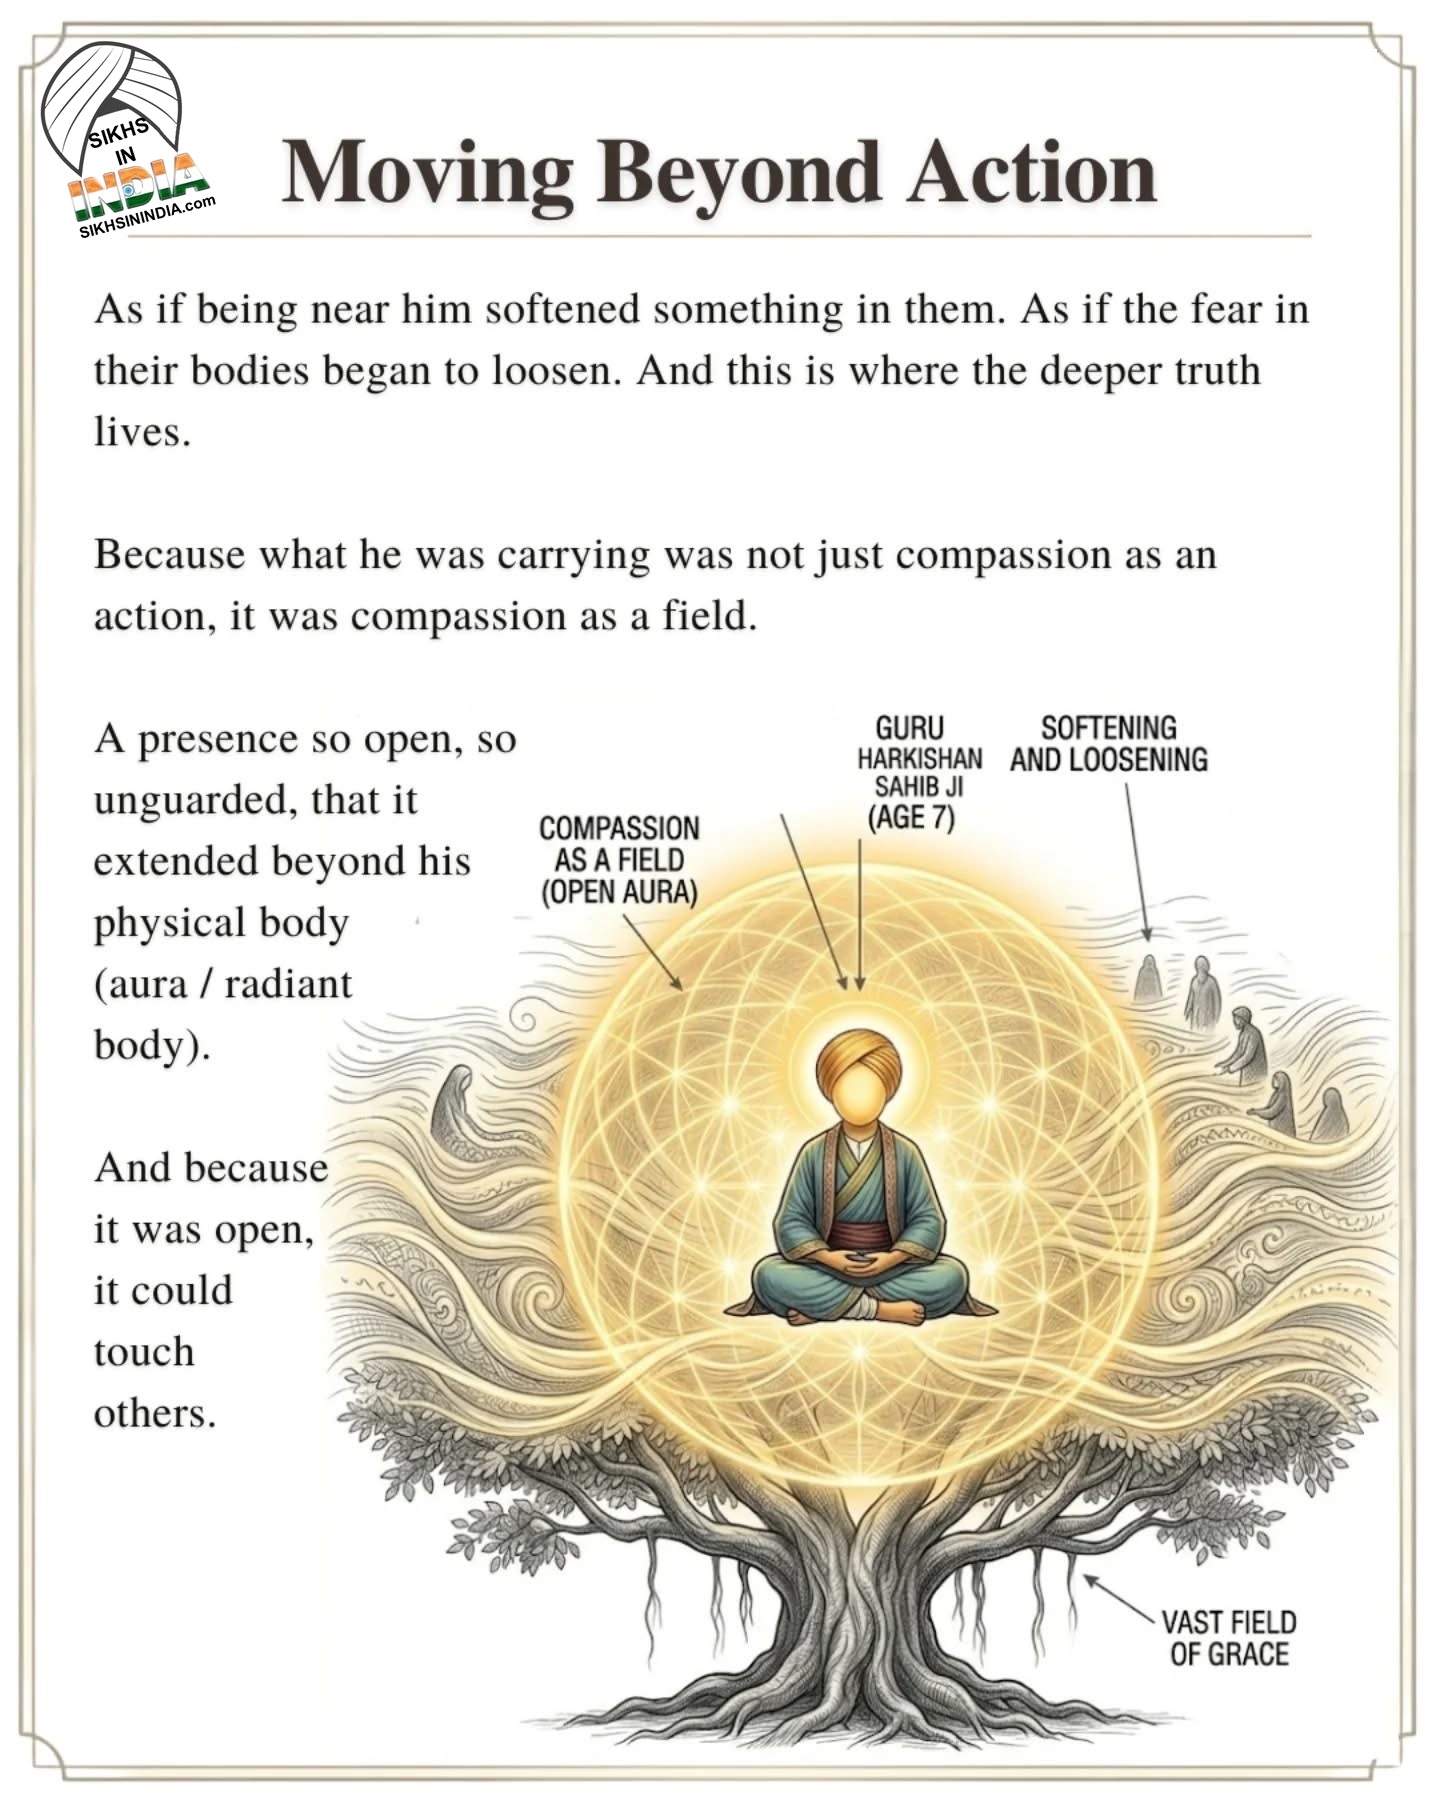 SIKHS
IN
INDIA
SIKHSININDIA.com
Moving Beyond Action
As if being near him softened something in them. As if the fear in
their bodies began to loosen. And this is where the deeper truth
lives.
Because what he was carrying was not just compassion as an
action, it was compassion as a field.
A presence so open, so
unguarded, that it
extended beyond his
physical body
(aura / radiant
body).
And because
it was open,
it could
touch
others.
COMPASSION
AS A FIELD
(OPEN AURA)
GURU
HARKISHAN
SAHIB JI
(AGE 7)
SOFTENING
AND LOOSENING
VAST FIELD
OF GRACE